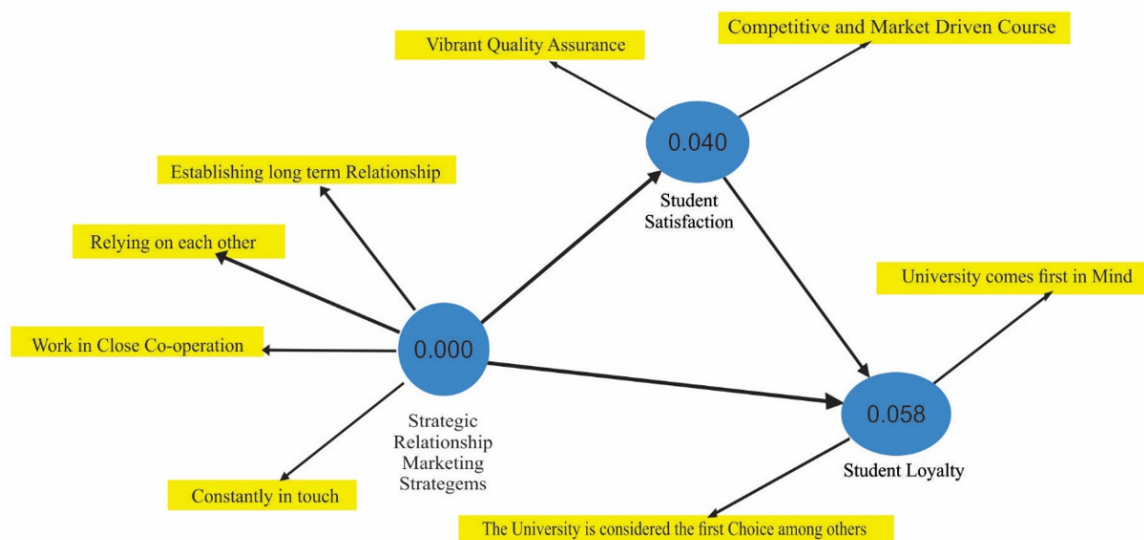 Competitive and Market Driven Course
Vibrant Quality Assurance
0.040
Student
Satisfaction
Establishing long term Relationship
Relying on each other
University comes first in Mind
Work in Close Co-operation
0.000
0.058
Strategic
Relationship
Marketing
Strategems
Student Loyalty
Constantly in touch
The University is considered the first Choice among others